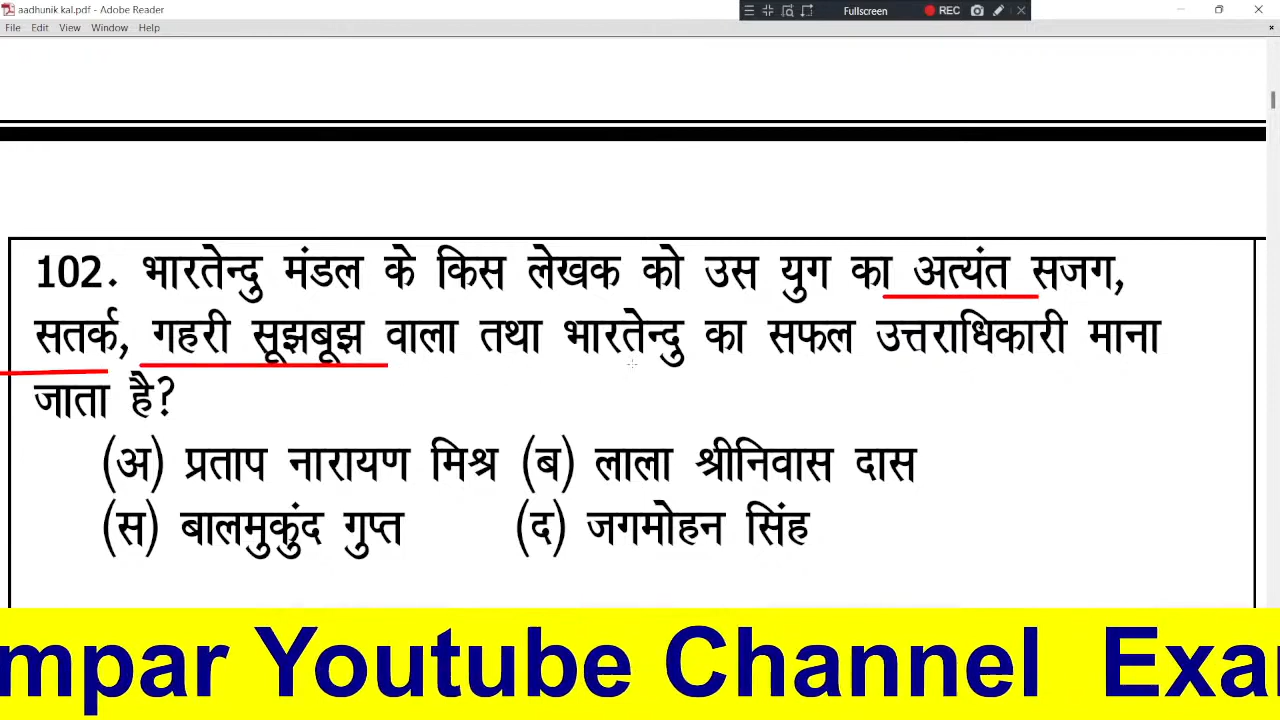 aadhunik kal.pdf - Adobe Reader
Fullscreen REC
File Edit View Window Help
102. भारतेन्दु मंडल के किस लेखक को उस युग का अत्यंत सजग,
सतर्क, गहरी सूझबूझ वाला तथा भारतेन्दु का सफल उत्तराधिकारी माना
जाता है?
(अ) प्रताप नारायण मिश्र (ब) लाला श्रीनिवास दास
(स) बालमुकुंद गुप्त (द) जगमोहन सिंह
mpar Youtube Channel Exa